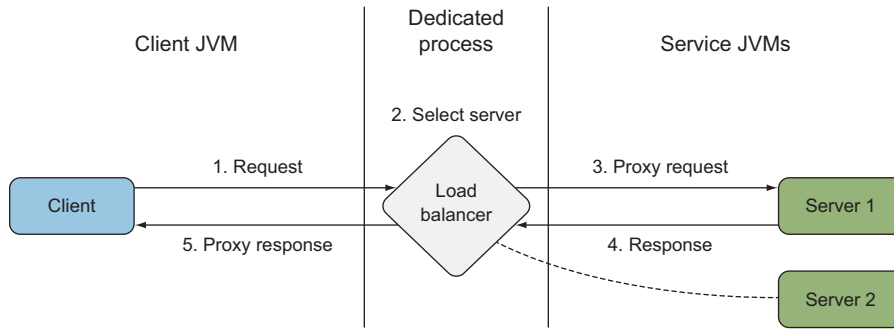 Client JVM
Dedicated
process
Service JVMs
2. Select server
1. Request
3. Proxy request
Client
Load
balancer
Server 1
5. Proxy response
4. Response
Server 2